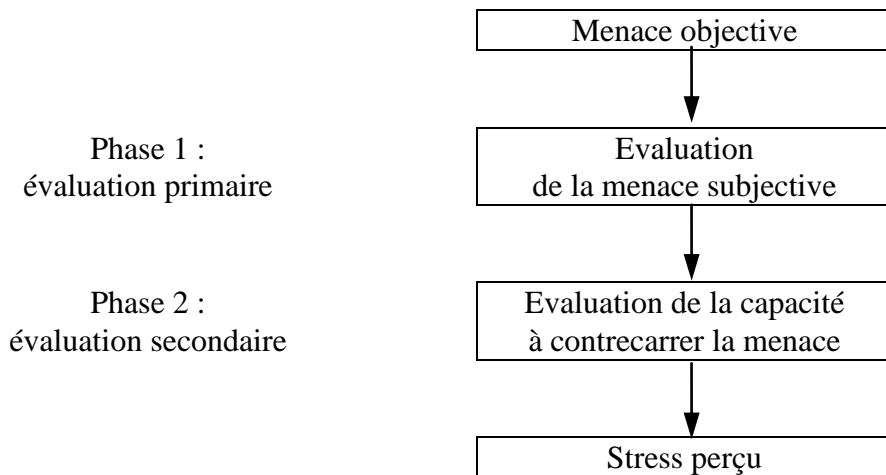 Menace objective
Phase 1 :
évaluation primaire
Evaluation
de la menace subjective
Phase 2 :
évaluation secondaire
Evaluation de la capacité
à contrecarrer la menace
Stress perçu